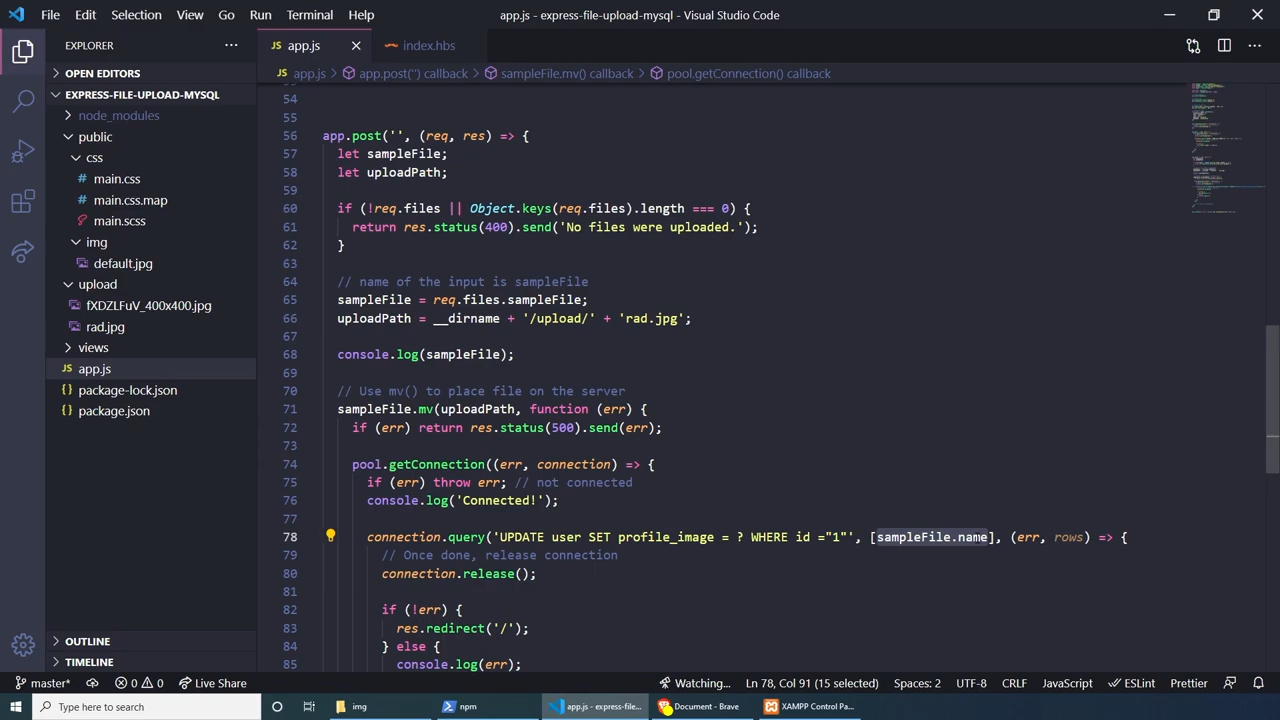 File Edit Selection View Go Run Terminal Help app.js - express-file-upload-mysql - Visual Studio Code
EXPLORER ...
OPEN EDITORS
EXPRESS-FILE-UPLOAD-MYSQL
node_modules
public
css
# main.css
# main.css.map
main.scss
img
default.jpg
upload
fXDZLFuV_400x400.jpg
rad.jpg
views
JS app.js
{} package-lock.json
{} package.json
OUTLINE
TIMELINE
JS app.js × index.hbs
JS app.js > app.post('') callback > sampleFile.mv() callback > pool.getConnection() callback
54
55
56 app.post('', (req, res) => {
57 let sampleFile;
58 let uploadPath;
59
60 if (!req.files || Object.keys(req.files).length === 0) {
61 return res.status(400).send('No files were uploaded.');
62 }
63
64 // name of the input is sampleFile
65 sampleFile = req.files.sampleFile;
66 uploadPath = __dirname + '/upload/' + 'rad.jpg';
67
68 console.log(sampleFile);
69
70 // Use mv() to place file on the server
71 sampleFile.mv(uploadPath, function (err) {
72 if (err) return res.status(500).send(err);
73
74 pool.getConnection((err, connection) => {
75 if (err) throw err; // not connected
76 console.log('Connected!');
77
78 connection.query('UPDATE user SET profile_image = ? WHERE id ="1"', [sampleFile.name], (err, rows) => {
79 // Once done, release connection
80 connection.release();
81
82 if (!err) {
83 res.redirect('/');
84 } else {
85 console.log(err);
master* 0 0 Live Share Watching... Ln 78, Col 91 (15 selected) Spaces: 2 UTF-8 CRLF JavaScript ESLint Prettier
Type here to search img npm app.js - express-file... Document - Brave XAMPP Control Pa...